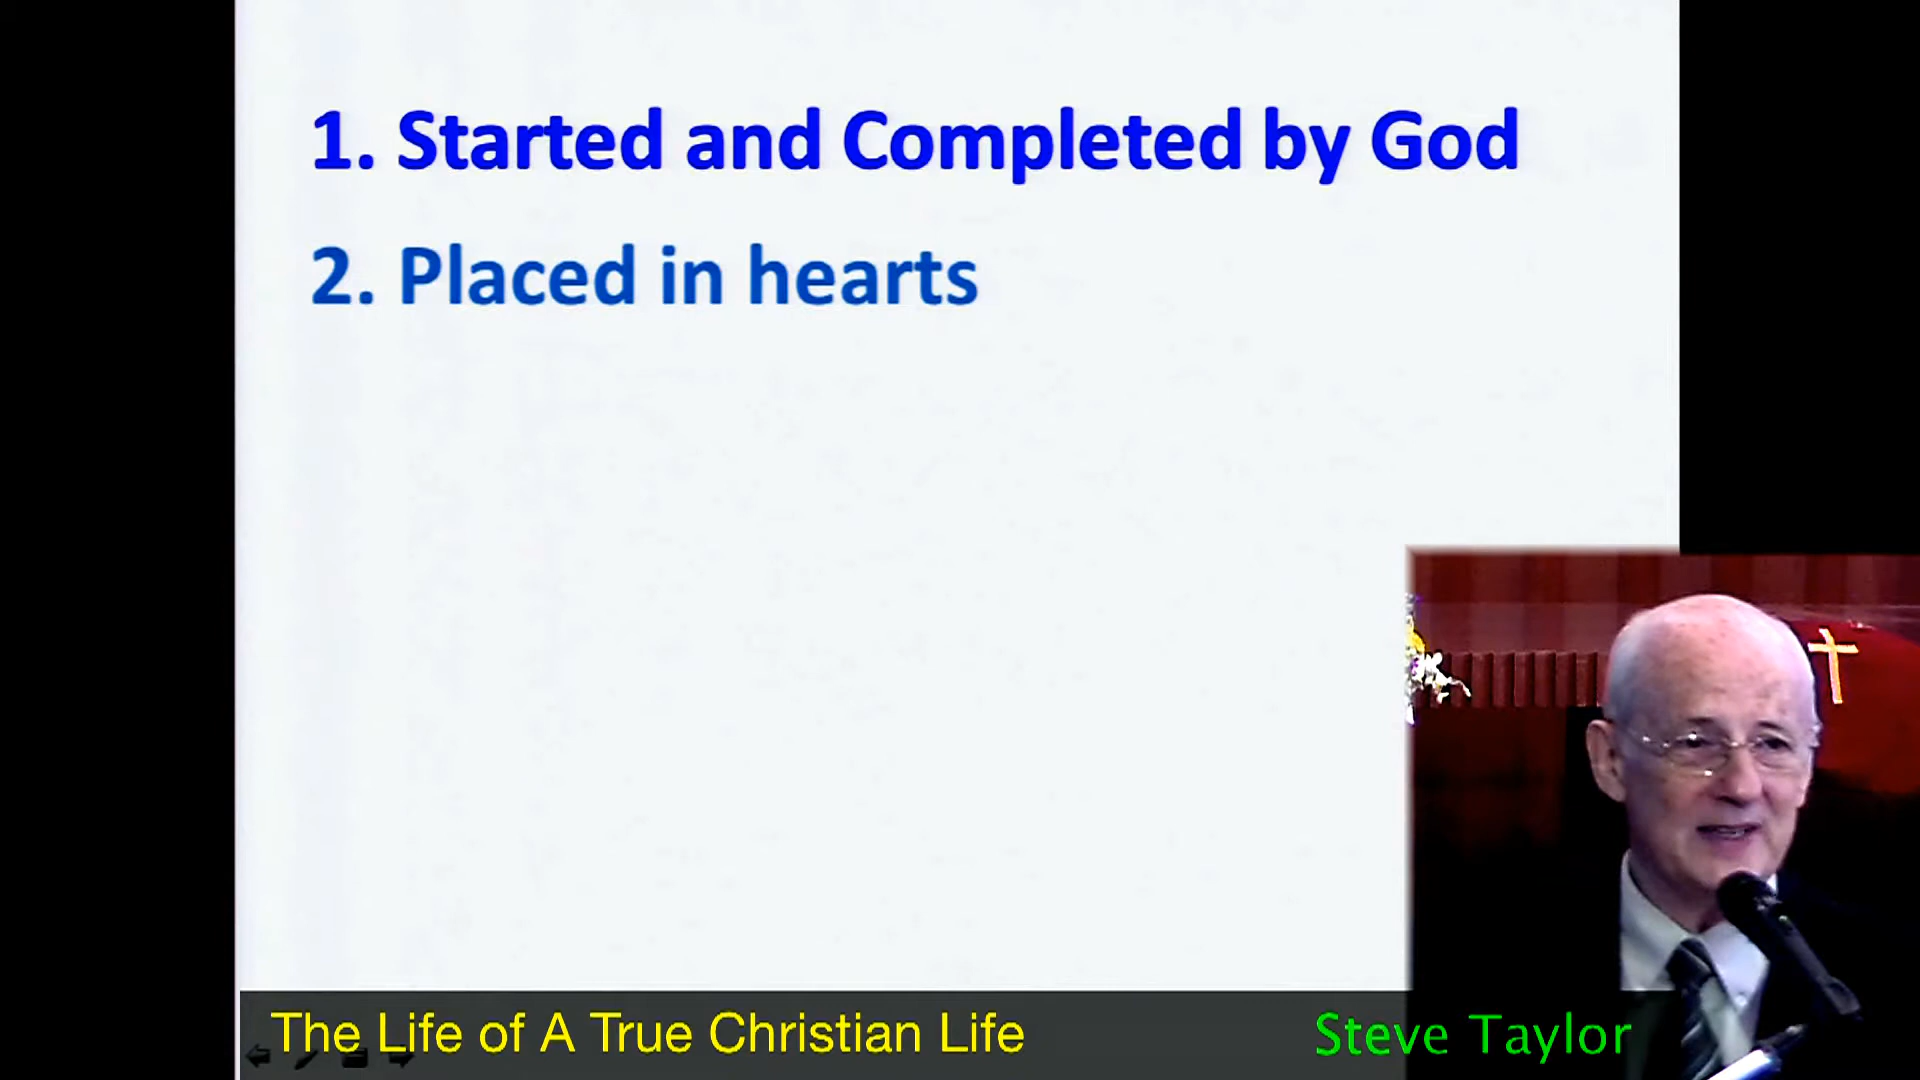 1. Started and Completed by God
2. Placed in hearts
The Life of A True Christian Life
Steve Taylor